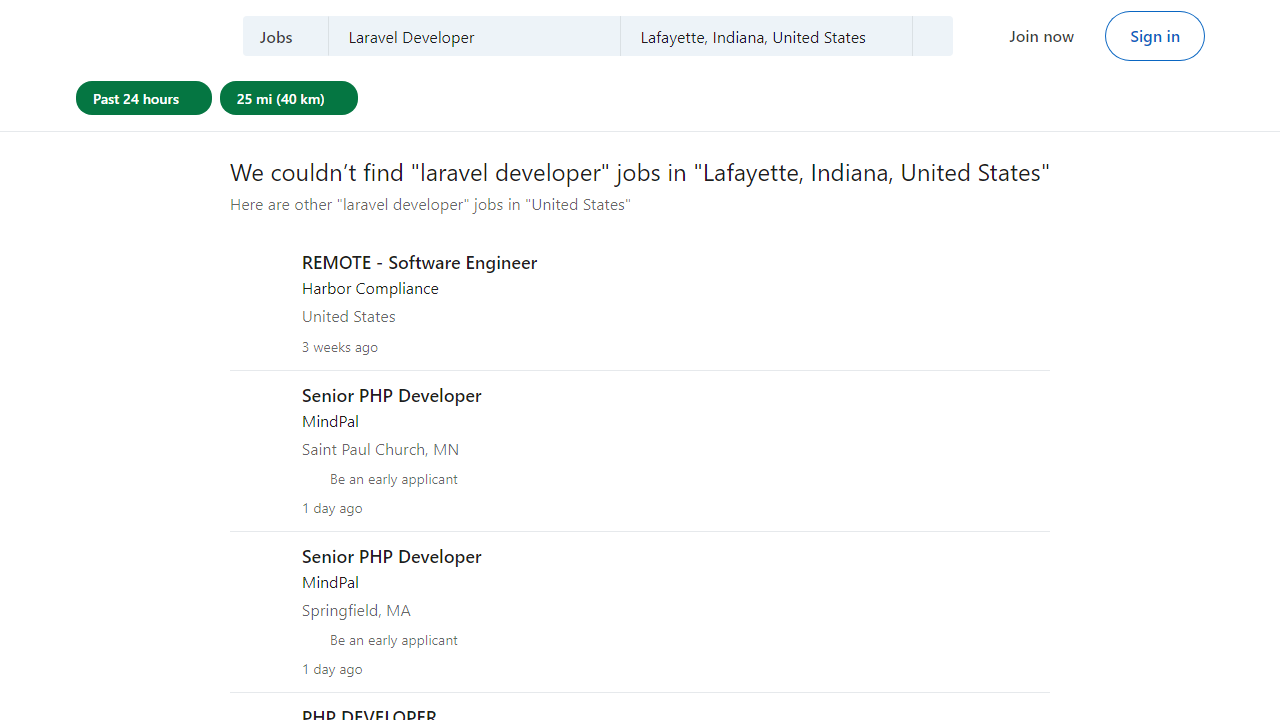 Jobs
Laravel Developer
Lafayette, Indiana, United States
Join now
Sign in
Past 24 hours
25 mi (40 km)
We couldn’t find "laravel developer" jobs in "Lafayette, Indiana, United States"
Here are other "laravel developer" jobs in "United States"
REMOTE - Software Engineer
Harbor Compliance
United States
3 weeks ago
Senior PHP Developer
MindPal
Saint Paul Church, MN
Be an early applicant
1 day ago
Senior PHP Developer
MindPal
Springfield, MA
Be an early applicant
1 day ago
PHP DEVELOPER